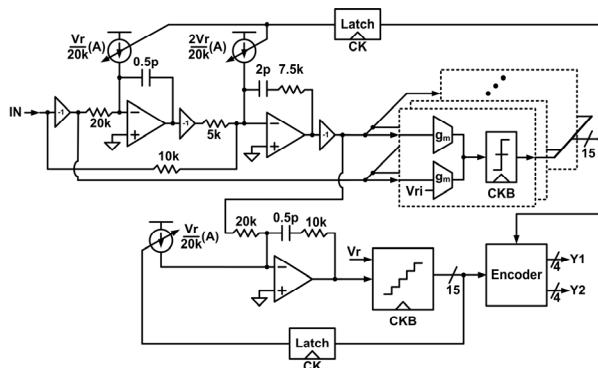 Latch
CK
Vr
20k (A)
2Vr
20k (A)
0.5p
2p
7.5k
IN
-1
20k
-1
5k
-1
10k
gm
gm
Vri
CKB
15
Vr
20k (A)
20k
0.5p
10k
Vr
CKB
15
Encoder
4
Y1
4
Y2
Latch
CK